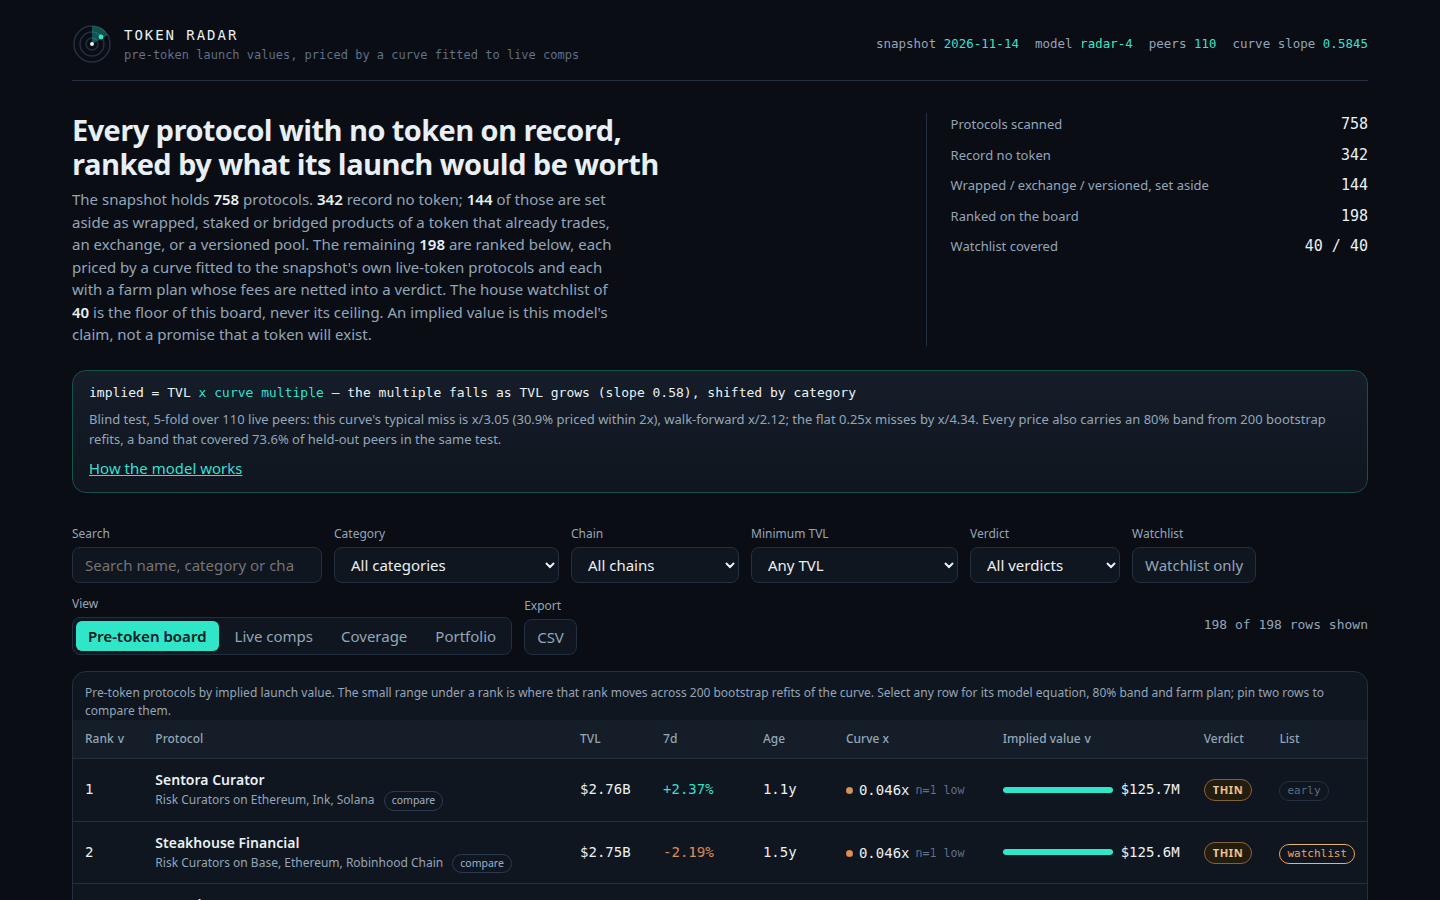 TOKEN RADAR
pre-token launch values, priced by a curve fitted to live comps
snapshot 2026-11-14 model radar-4 peers 110 curve slope 0.5845
Every protocol with no token on record,
ranked by what its launch would be worth
The snapshot holds 758 protocols. 342 record no token; 144 of those are set
aside as wrapped, staked or bridged products of a token that already trades,
an exchange, or a versioned pool. The remaining 198 are ranked below, each
priced by a curve fitted to the snapshot's own live-token protocols and each
with a farm plan whose fees are netted into a verdict. The house watchlist of
40 is the floor of this board, never its ceiling. An implied value is this model's
claim, not a promise that a token will exist.
Protocols scanned 758
Record no token 342
Wrapped / exchange / versioned, set aside 144
Ranked on the board 198
Watchlist covered 40 / 40
implied = TVL x curve multiple — the multiple falls as TVL grows (slope 0.58), shifted by category
Blind test, 5-fold over 110 live peers: this curve's typical miss is x/3.05 (30.9% priced within 2x), walk-forward x/2.12; the flat 0.25x misses by x/4.34. Every price also carries an 80% band from 200 bootstrap
refits, a band that covered 73.6% of held-out peers in the same test.
How the model works
Search Category Chain Minimum TVL Verdict Watchlist
Search name, category or cha All categories All chains Any TVL All verdicts Watchlist only
View Export
Pre-token board Live comps Coverage Portfolio CSV 198 of 198 rows shown
Pre-token protocols by implied launch value. The small range under a rank is where that rank moves across 200 bootstrap refits of the curve. Select any row for its model equation, 80% band and farm plan; pin two rows to
compare them.
Rank v Protocol TVL 7d Age Curve x Implied value v Verdict List
1 Sentora Curator $2.76B +2.37% 1.1y 0.046x n=1 low $125.7M THIN early
Risk Curators on Ethereum, Ink, Solana compare
2 Steakhouse Financial $2.75B -2.19% 1.5y 0.046x n=1 low $125.6M THIN watchlist
Risk Curators on Base, Ethereum, Robinhood Chain compare